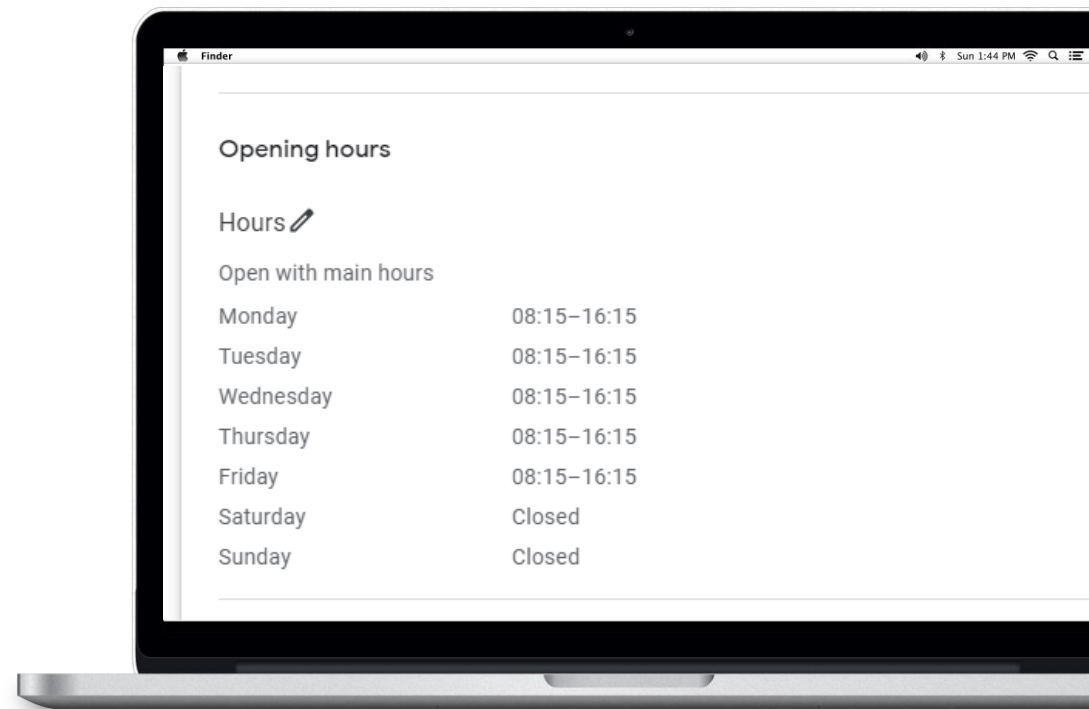 Finder Sun 1:44 PM
Opening hours
Hours
Open with main hours
Monday 08:15–16:15
Tuesday 08:15–16:15
Wednesday 08:15–16:15
Thursday 08:15–16:15
Friday 08:15–16:15
Saturday Closed
Sunday Closed